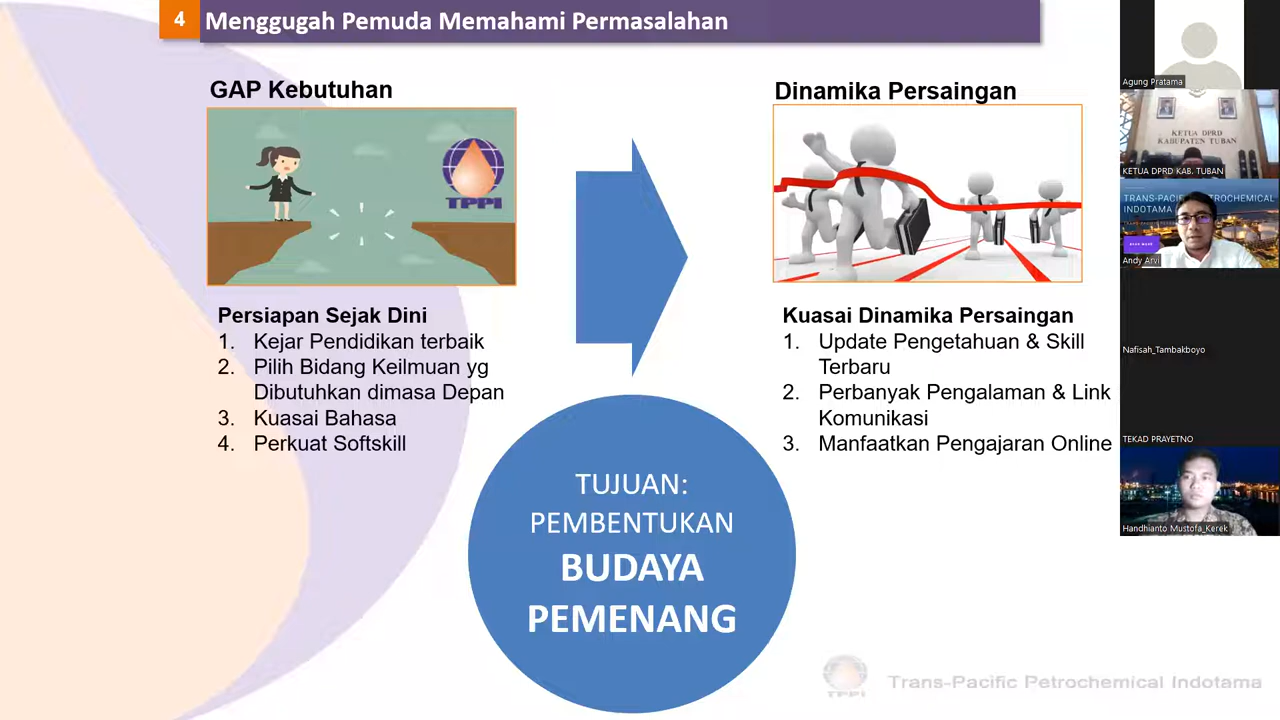 4
Menggugah Pemuda Memahami Permasalahan
GAP Kebutuhan
TPPI
Persiapan Sejak Dini
1. Kejar Pendidikan terbaik
2. Pilih Bidang Keilmuan yg
Dibutuhkan dimasa Depan
3. Kuasai Bahasa
4. Perkuat Softskill
Dinamika Persaingan
Kuasai Dinamika Persaingan
1. Update Pengetahuan & Skill
Terbaru
2. Perbanyak Pengalaman & Link
Komunikasi
3. Manfaatkan Pengajaran Online
TUJUAN:
PEMBENTUKAN
BUDAYA
PEMENANG
TPPI
Trans-Pacific Petrochemical Indotama
Agung Pratama
KETUA DPRD
KABUPATEN TUBAN
KETUA DPRD KAB. TUBAN
TRANS-PACIFIC PETROCHEMICAL
INDOTAMA
Andy Arvi
Nafisah_Tambakboyo
TEKAD PRAYETNO
Handhianto Mustofa_Kerek